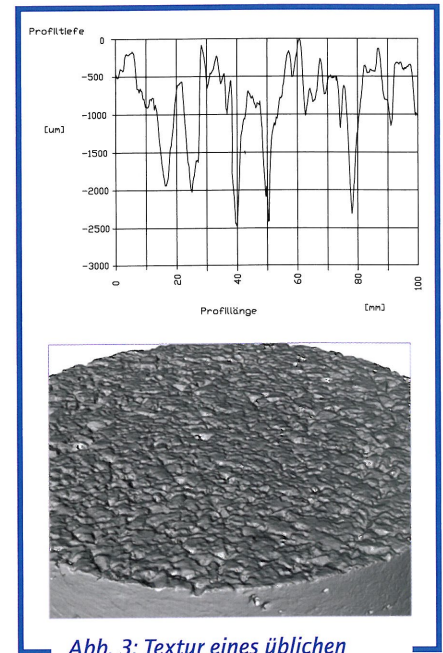 Profiltiefe
0
-500
-1000
[um]
-1500
-2000
-2500
-3000
0
20
40
60
80
100
Profillänge
[mm]
Abb. 3: Textur eines üblichen